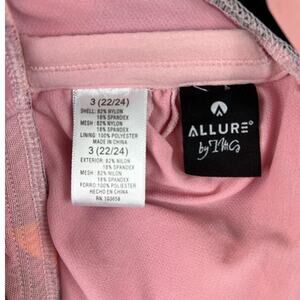 3 (22/24)
SHELL: 82% NYLON
18% SPANDEX
MESH: 82% NYLON
18% SPANDEX
LINING: 100% POLYESTER
MADE IN CHINA
3 (22/24)
EXTERIOR: 82% NILON
18% SPANDEX
MESH: 82% NILON
18% SPANDEX
FORRO: 100% POLIESTER
HECHO EN CHINA
RN 103658
ALLURE
by